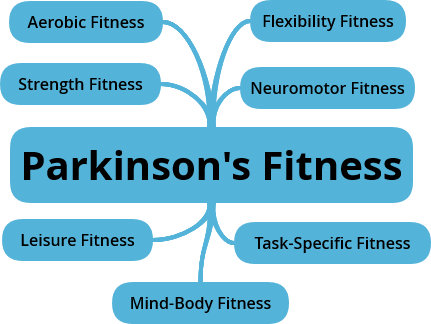 Aerobic Fitness
Flexibility Fitness
Strength Fitness
Neuromotor Fitness
Parkinson's Fitness
Leisure Fitness
Task-Specific Fitness
Mind-Body Fitness